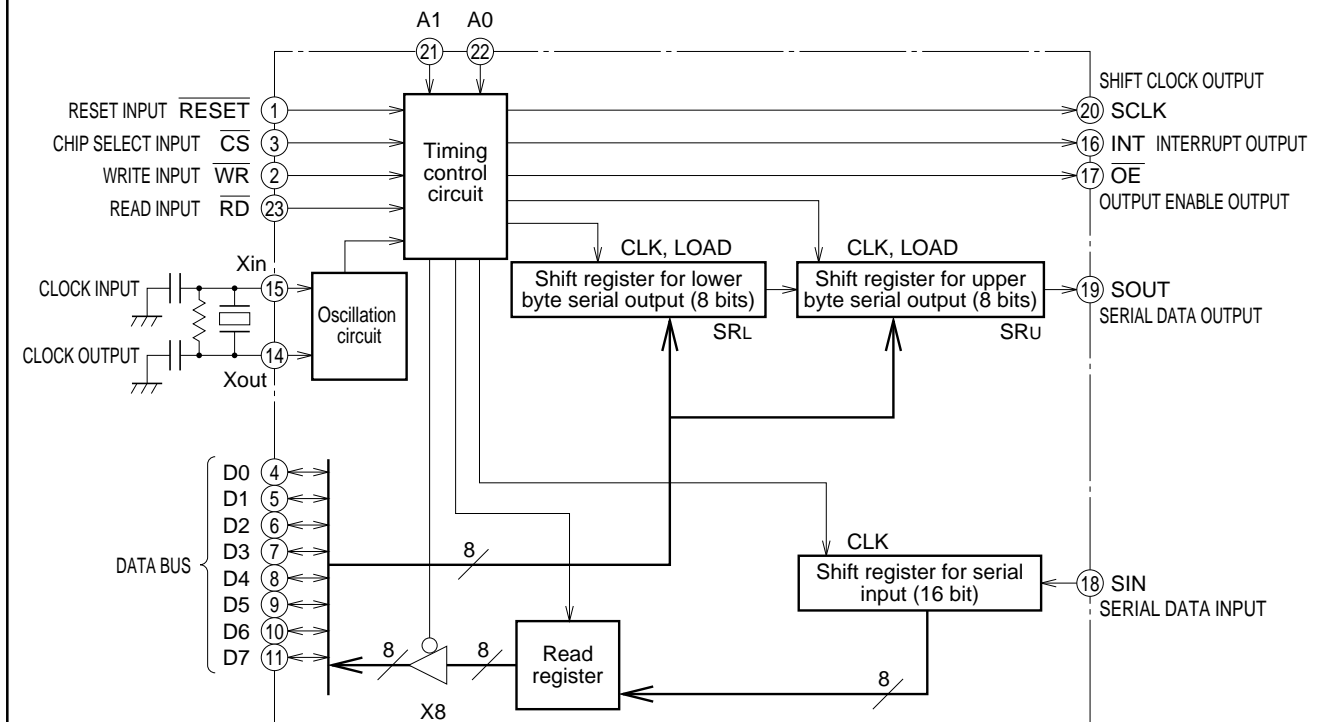 A1 A0
21 22
SHIFT CLOCK OUTPUT
RESET INPUT RESET 1
20 SCLK
CHIP SELECT INPUT CS 3
16 INT INTERRUPT OUTPUT
WRITE INPUT WR 2
17 OE
READ INPUT RD 23
OUTPUT ENABLE OUTPUT
Timing
control
circuit
CLK, LOAD
CLK, LOAD
Xin
CLOCK INPUT 15
Shift register for lower
byte serial output (8 bits)
Shift register for upper
byte serial output (8 bits)
19 SOUT
SERIAL DATA OUTPUT
Oscillation
circuit
SRL
SRU
CLOCK OUTPUT 14
Xout
DATA BUS
D0 4
D1 5
D2 6
D3 7
D4 8
D5 9
D6 10
D7 11
8
CLK
Shift register for serial
input (16 bit)
18 SIN
SERIAL DATA INPUT
8
8
Read
register
8
X8